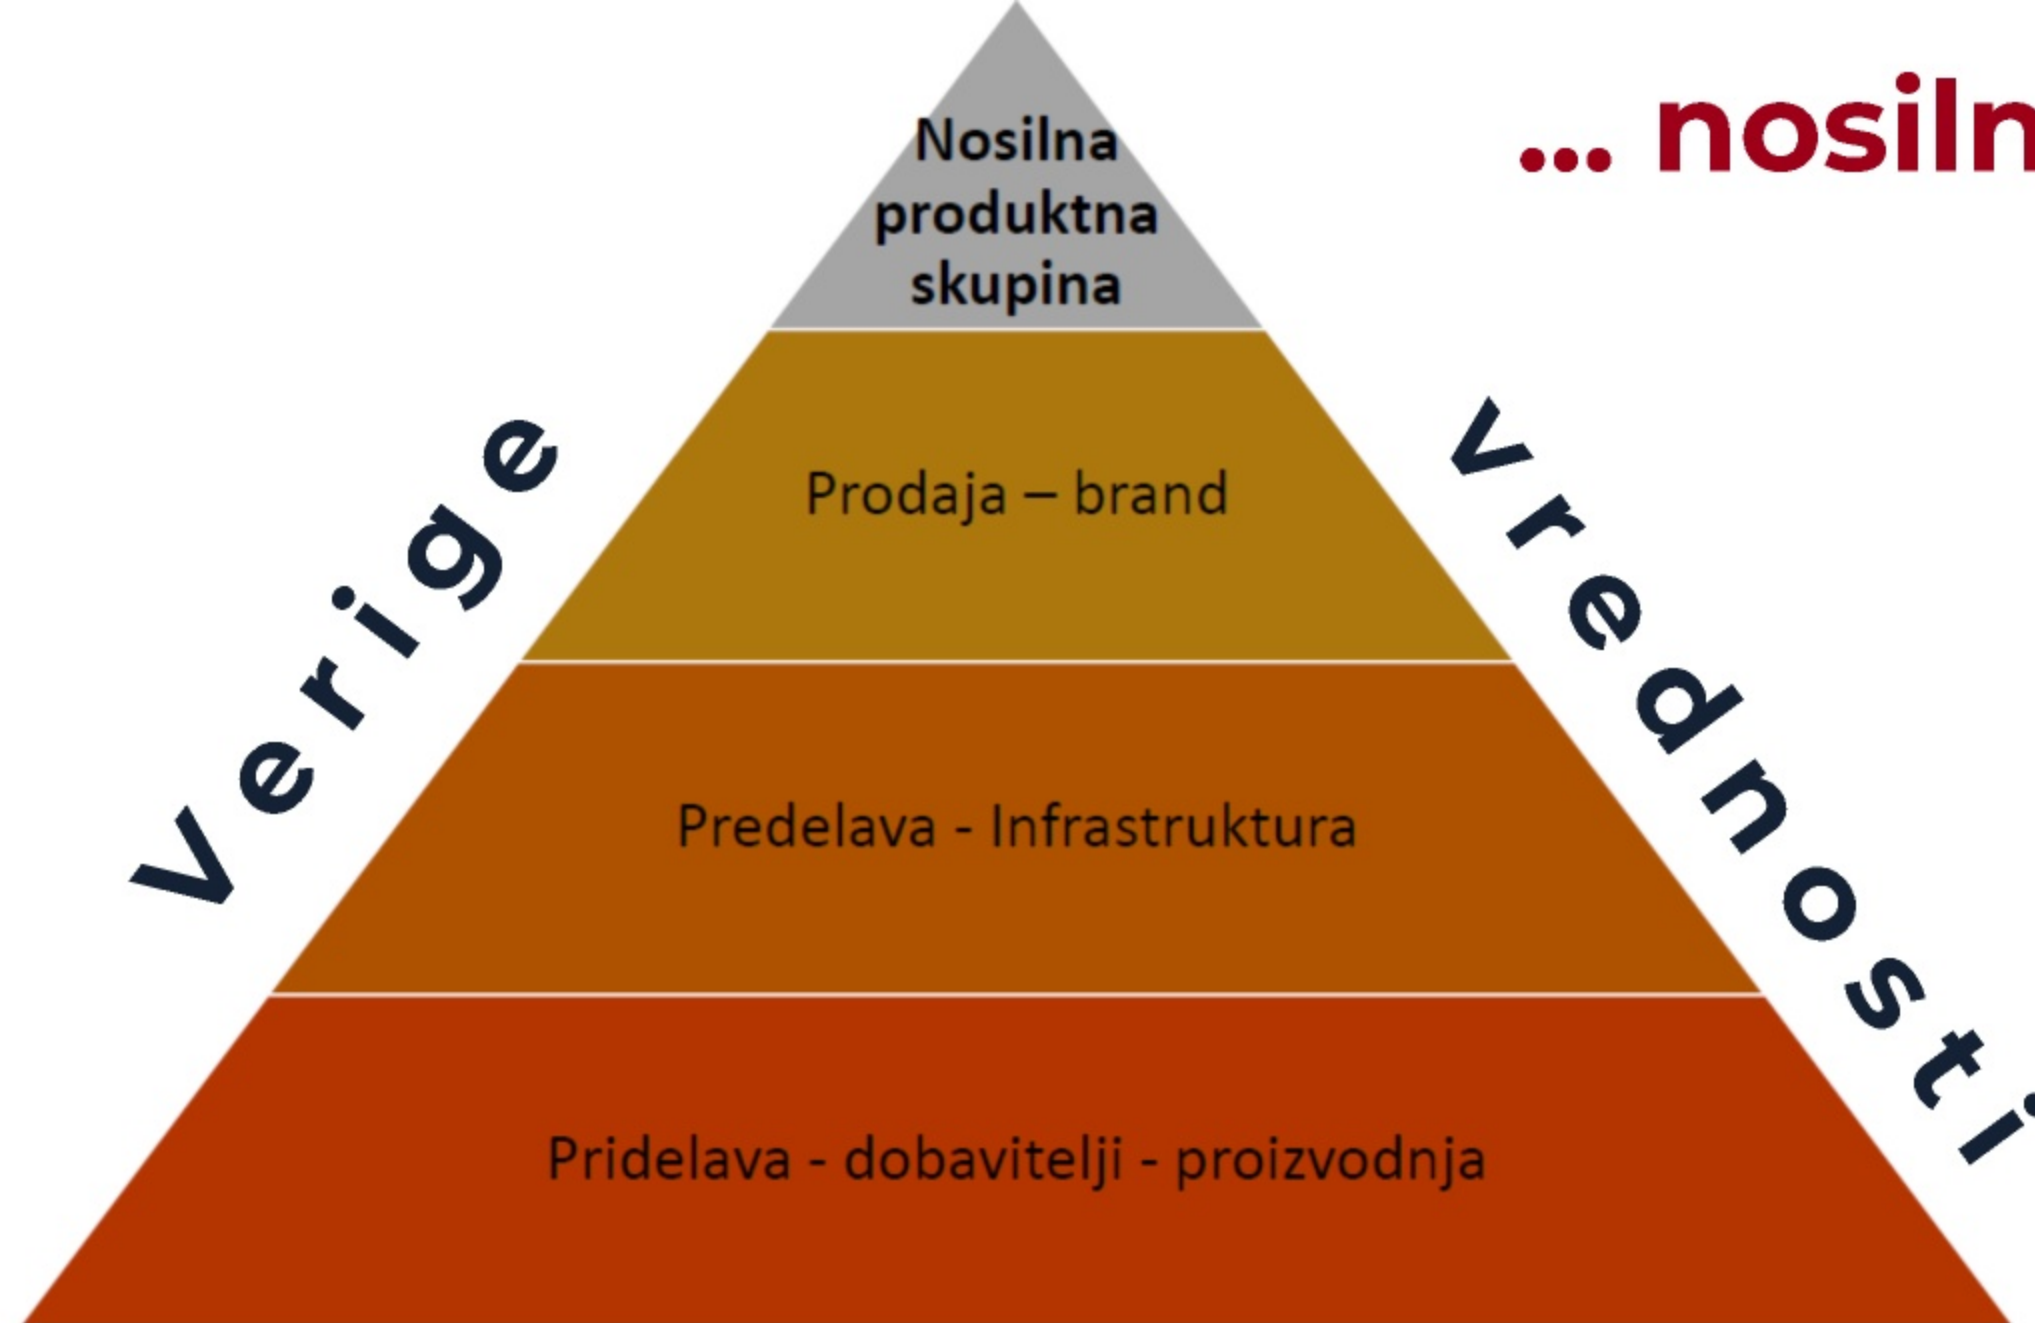 ... nosiln
Nosilna
produktna
skupina
Verige
vrednosti
Prodaja – brand
Predelava - Infrastruktura
Pridelava - dobavitelji - proizvodnja